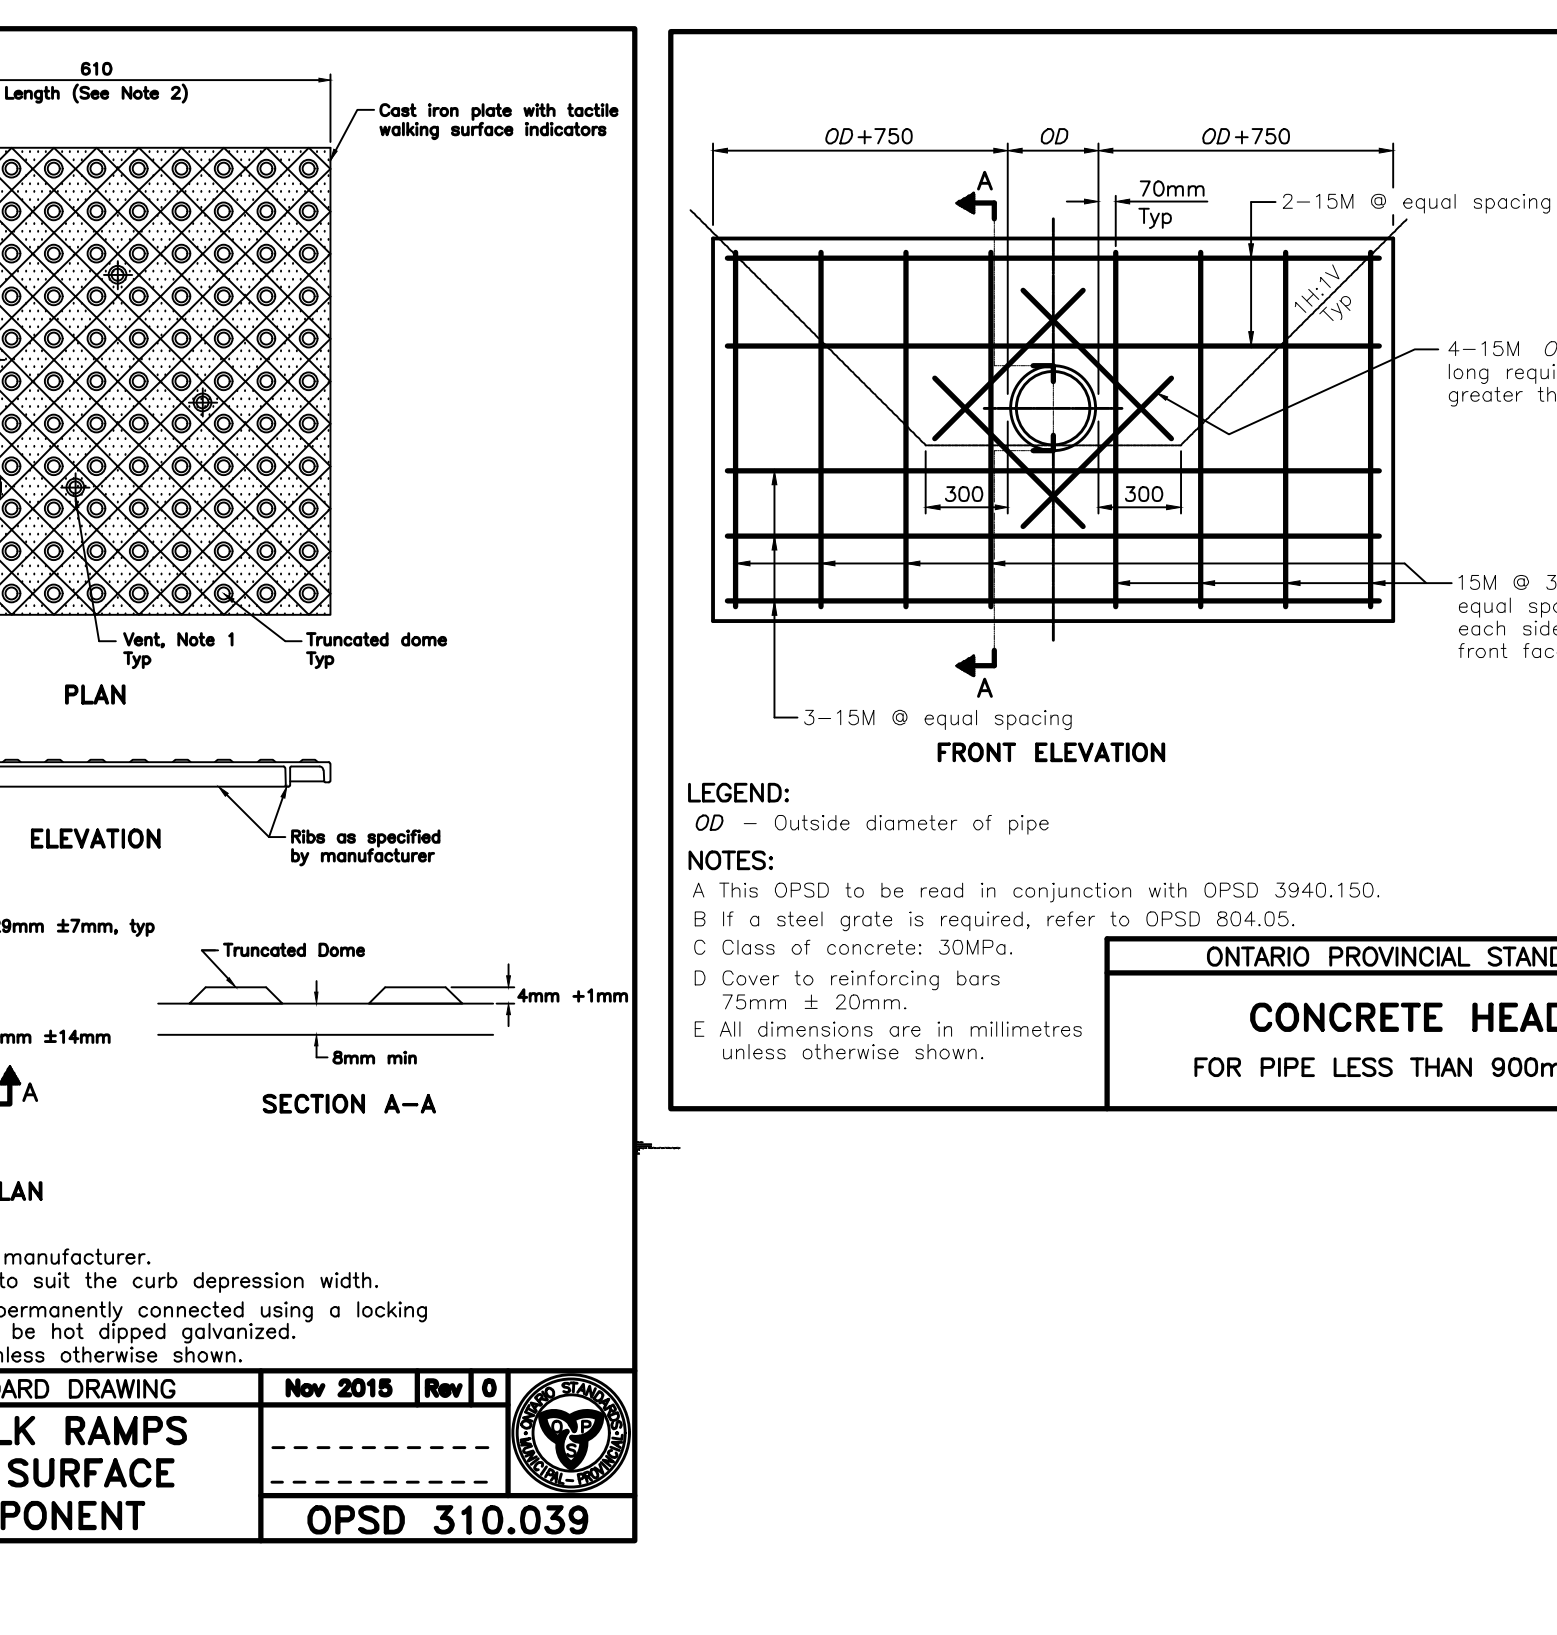 610
Length (See Note 2)
Cast iron plate with tactile
walking surface indicators
Vent, Note 1
Typ
Truncated dome
Typ
PLAN
ELEVATION
Ribs as specified
by manufacturer
29mm ±7mm, typ
Truncated Dome
4mm +1mm
mm ±14mm
8mm min
A
SECTION A-A
LAN
manufacturer.
to suit the curb depression width.
permanently connected using a locking
be hot dipped galvanized.
nless otherwise shown.
ARD DRAWING
Nov 2015 Rev 0
LK RAMPS
SURFACE
PONENT
ONTARIO STANDARDS
MUNICIPAL-PROVINCIAL
O P S
OPSD 310.039
OD+750 OD OD+750
A
70mm
Typ
2-15M @ equal spacing
1H:1V
Typ
4-15M O
long requi
greater th
300 300
15M @ 3
equal spa
each side
front fac
A
3-15M @ equal spacing
FRONT ELEVATION
LEGEND:
OD - Outside diameter of pipe
NOTES:
A This OPSD to be read in conjunction with OPSD 3940.150.
B If a steel grate is required, refer to OPSD 804.05.
C Class of concrete: 30MPa.
D Cover to reinforcing bars
75mm ± 20mm.
E All dimensions are in millimetres
unless otherwise shown.
ONTARIO PROVINCIAL STAND
CONCRETE HEAD
FOR PIPE LESS THAN 900m